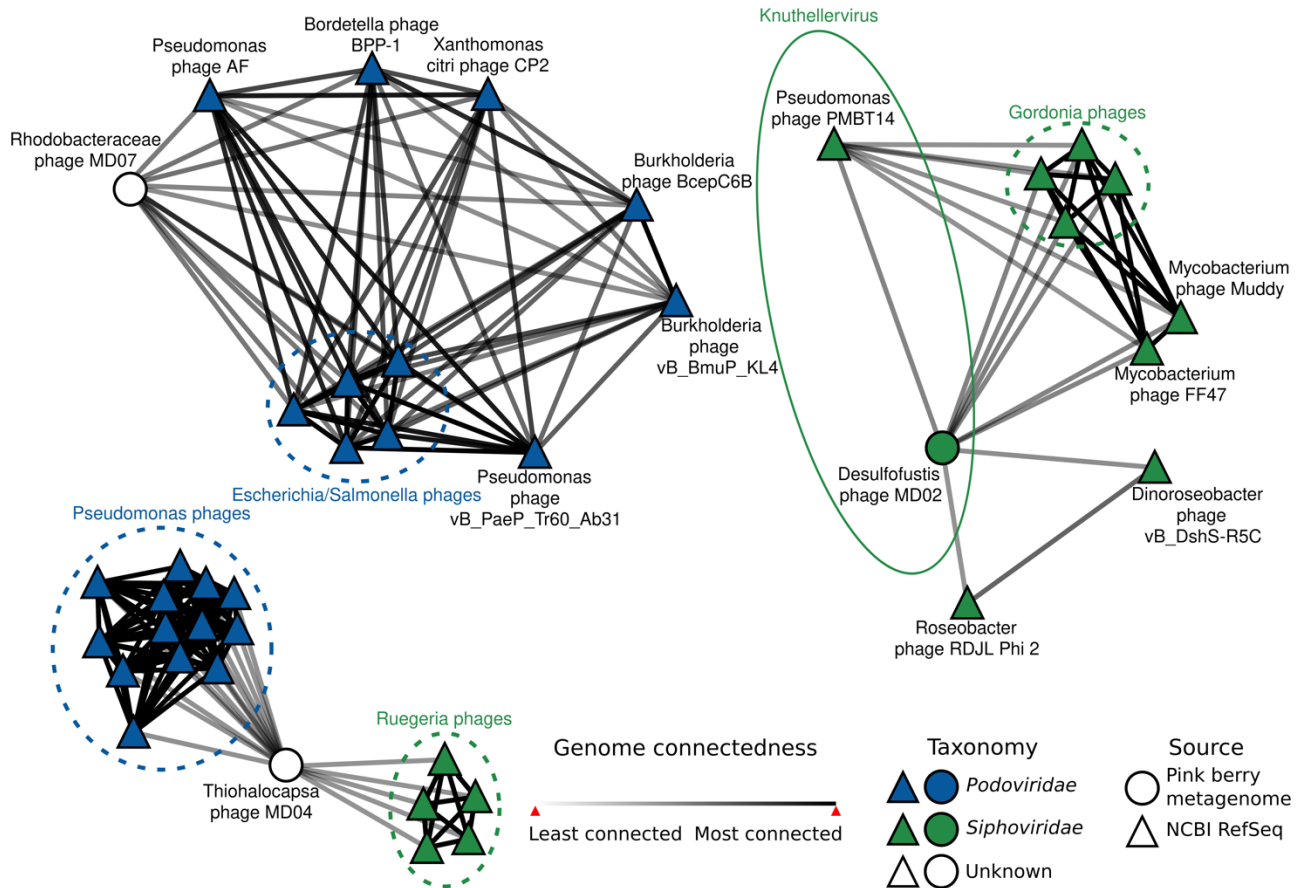 Bordetella phage
BPP-1
Pseudomonas
phage AF
Xanthomonas
citri phage CP2
Rhodobacteraceae
phage MD07
Burkholderia
phage BcepC6B
Burkholderia
phage
vB_BmuP_KL4
Escherichia/Salmonella phages
Pseudomonas
phage
vB_PaeP_Tr60_Ab31
Knuthellervirus
Pseudomonas
phage PMBT14
Gordonia phages
Mycobacterium
phage Muddy
Mycobacterium
phage FF47
Desulfofustis
phage MD02
Dinoroseobacter
phage
vB_DshS-R5C
Roseobacter
phage RDJL Phi 2
Pseudomonas phages
Thiohalocapsa
phage MD04
Ruegeria phages
Genome connectedness
Least connected Most connected
Taxonomy
Podoviridae
Siphoviridae
Unknown
Source
Pink berry
metagenome
NCBI RefSeq